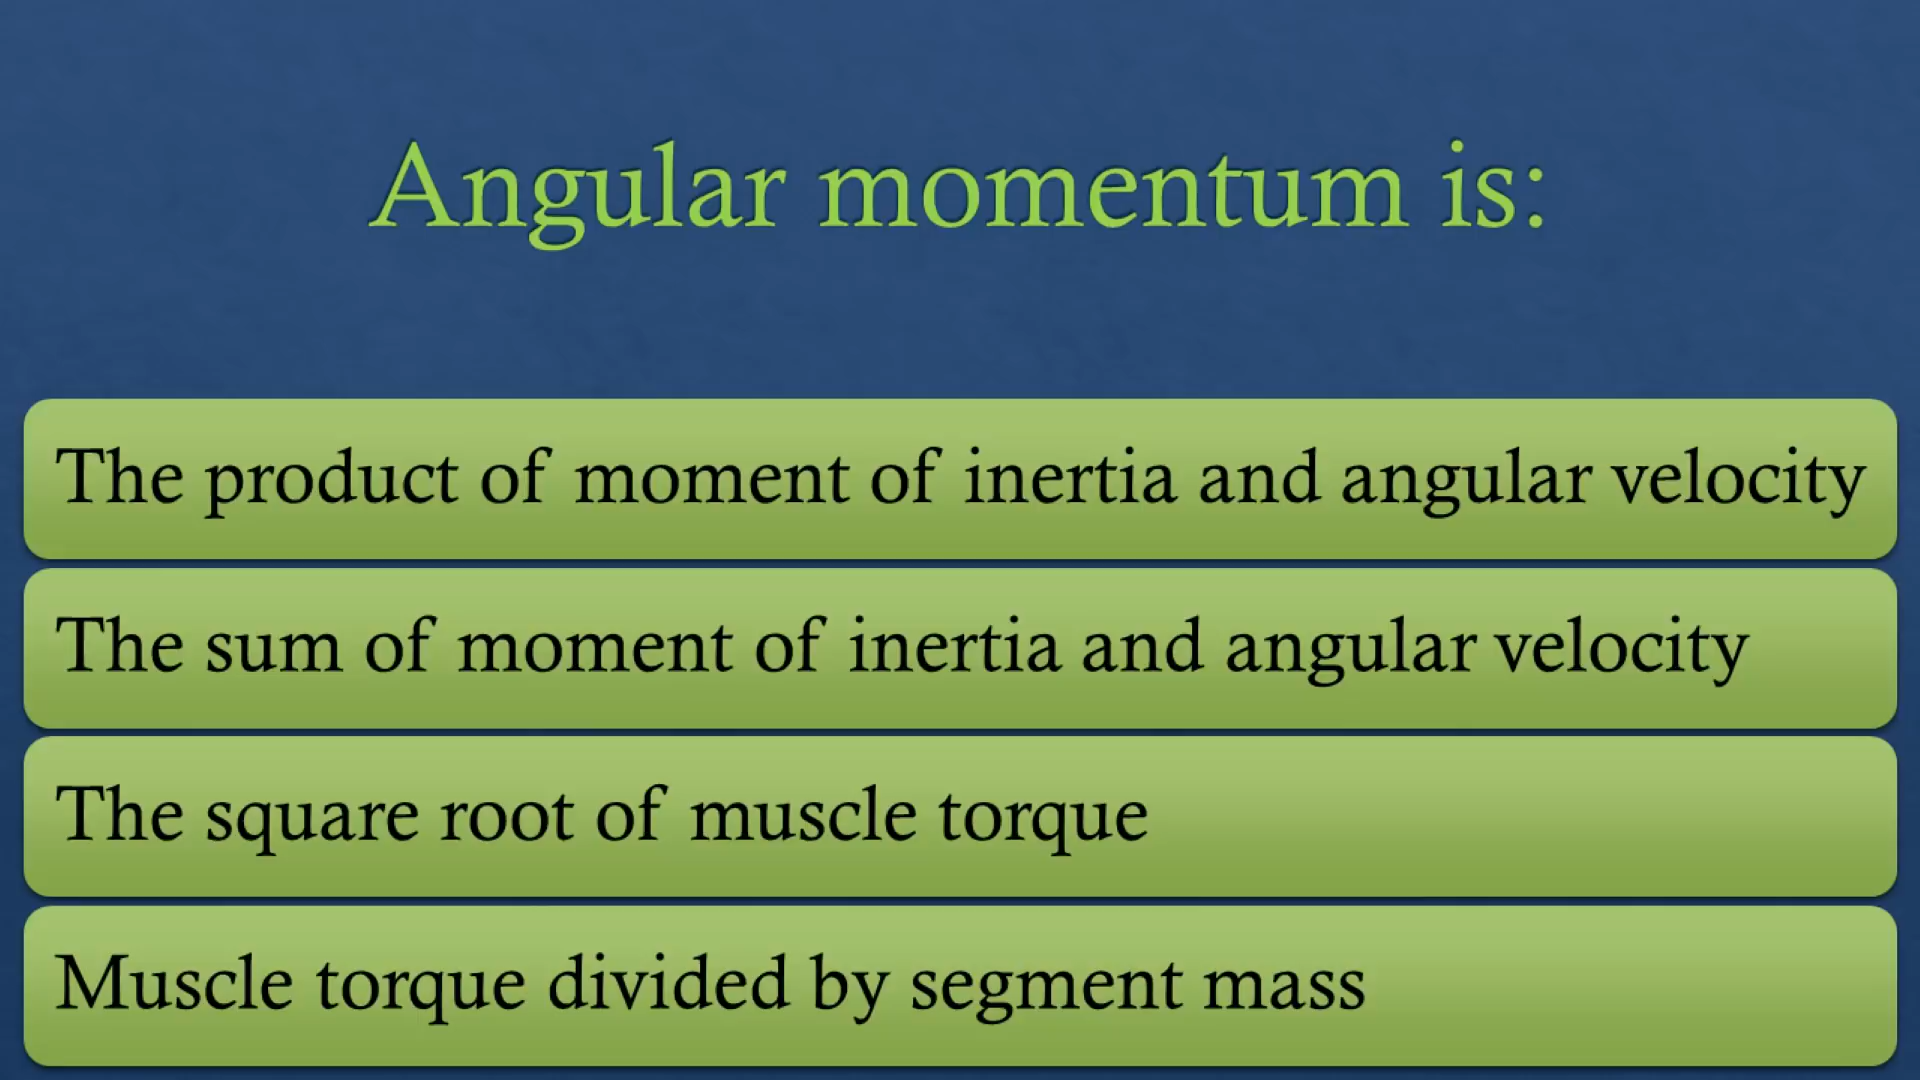 Angular momentum is:
The product of moment of inertia and angular velocity
The sum of moment of inertia and angular velocity
The square root of muscle torque
Muscle torque divided by segment mass